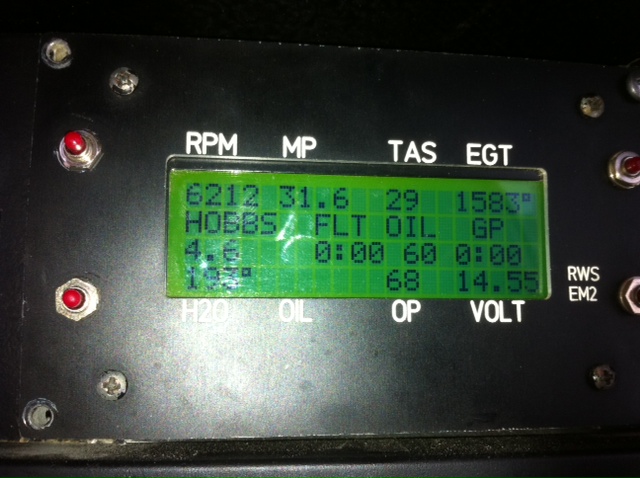 RPM MP TAS EGT
6212 31.6 29 1583°
HOBBS FLT OIL GP
4.6 0:00 60 0:00
193° 68 14.55
H2O OIL OP VOLT
RWS
EM2